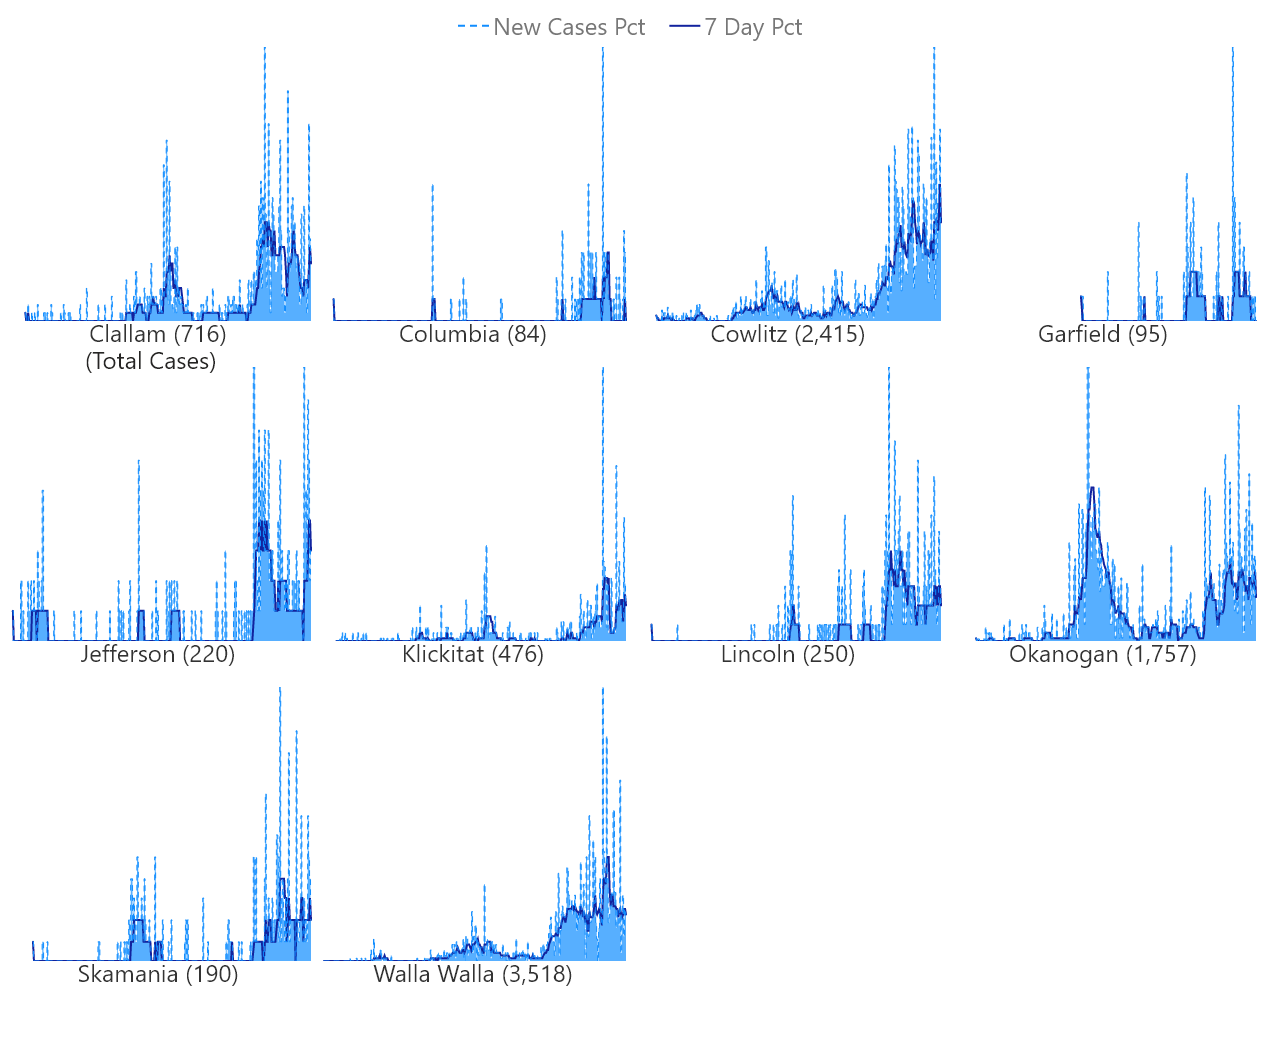 New Cases Pct 7 Day Pct
Clallam (716)
(Total Cases)
Columbia (84)
Cowlitz (2,415)
Garfield (95)
Jefferson (220)
Klickitat (476)
Lincoln (250)
Okanogan (1,757)
Skamania (190)
Walla Walla (3,518)